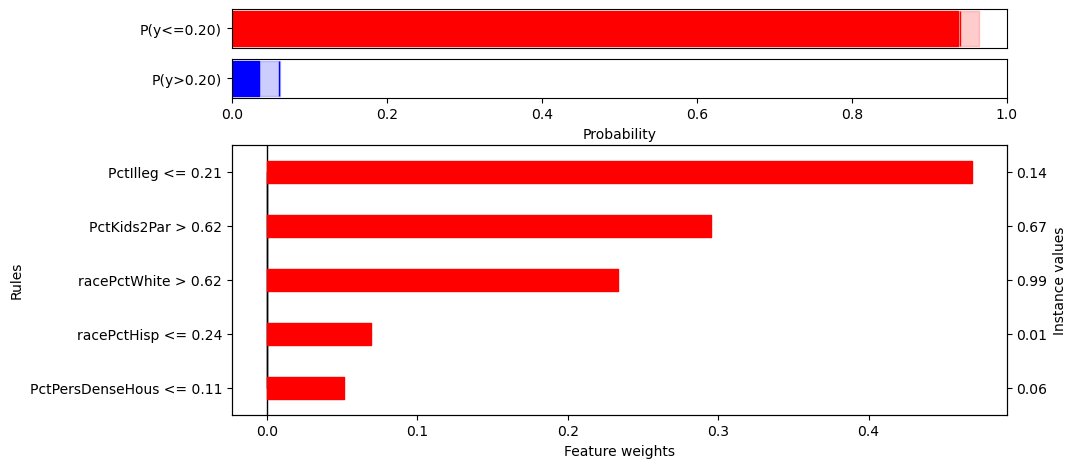 P(y<=0.20)
P(y>0.20)
0.0 0.2 0.4 0.6 0.8 1.0
Probability
PctIlleg <= 0.21 0.14
PctKids2Par > 0.62 0.67
racePctWhite > 0.62 0.99
racePctHisp <= 0.24 0.01
PctPersDenseHous <= 0.11 0.06
Rules
Instance values
0.0 0.1 0.2 0.3 0.4
Feature weights